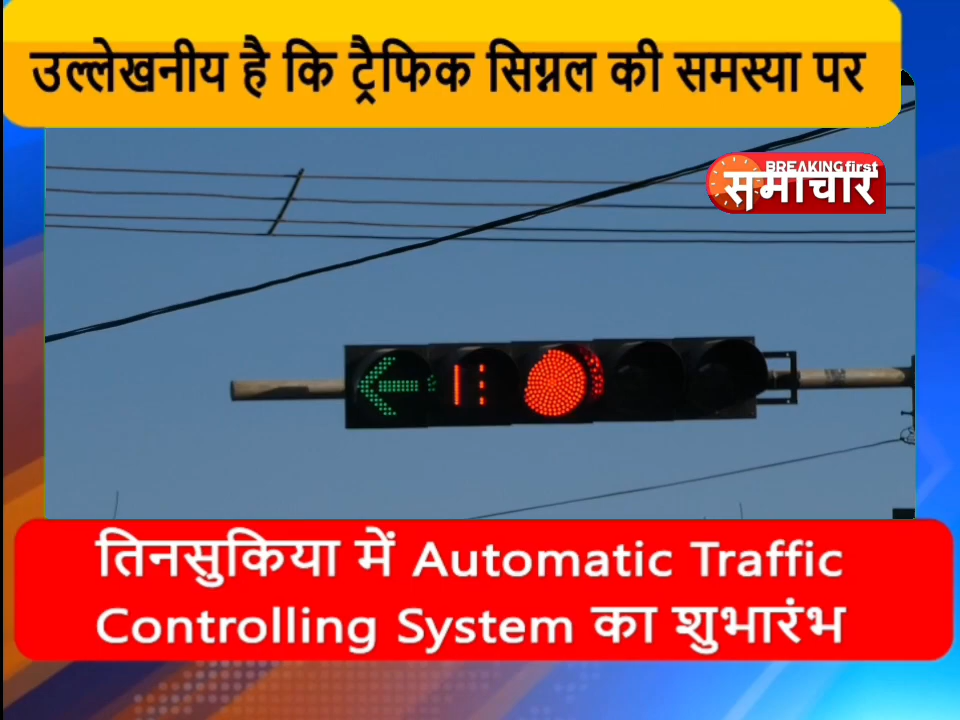 उल्लेखनीय है कि ट्रैफिक सिग्नल की समस्या पर
BREAKING first
समाचार
तिनसुकिया में Automatic Traffic
Controlling System का शुभारंभ